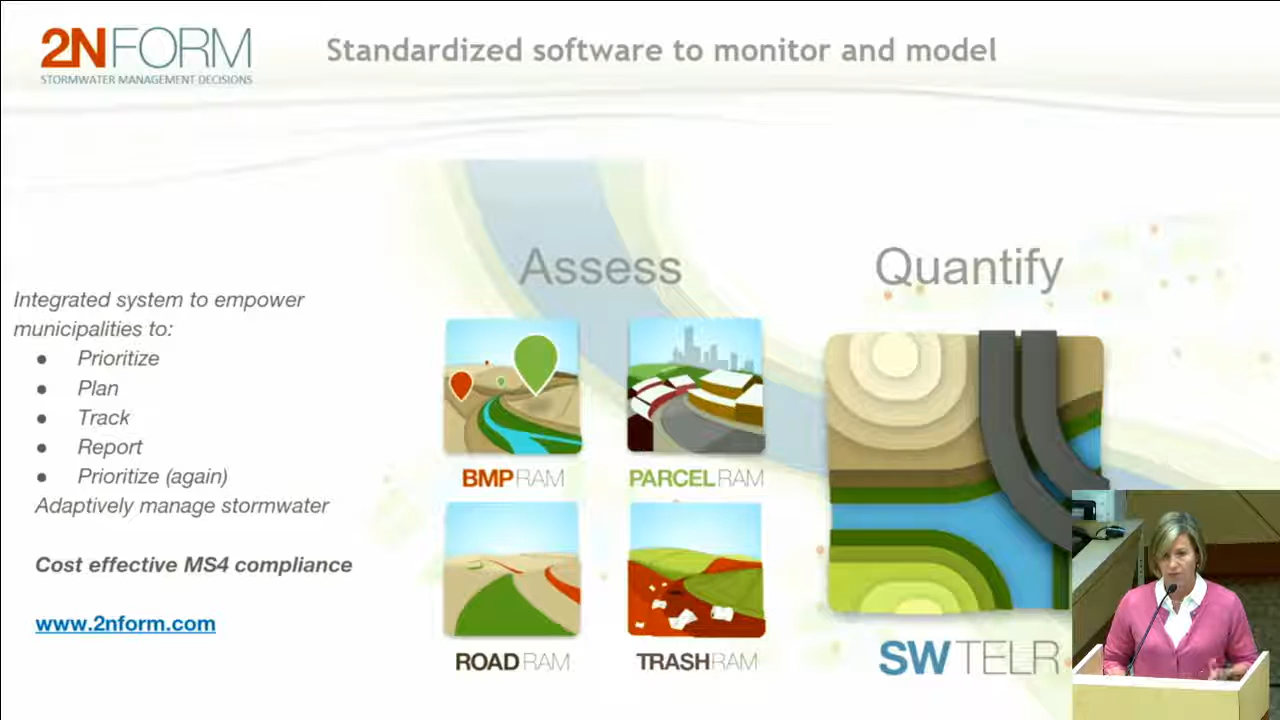 2NFORM
STORMWATER MANAGEMENT DECISIONS
Standardized software to monitor and model
Integrated system to empower
municipalities to:
● Prioritize
● Plan
● Track
● Report
● Prioritize (again)
Adaptively manage stormwater
Cost effective MS4 compliance
www.2nform.com
Assess
Quantify
BMPRAM
PARCELRAM
ROADRAM
TRASHRAM
SWTELR